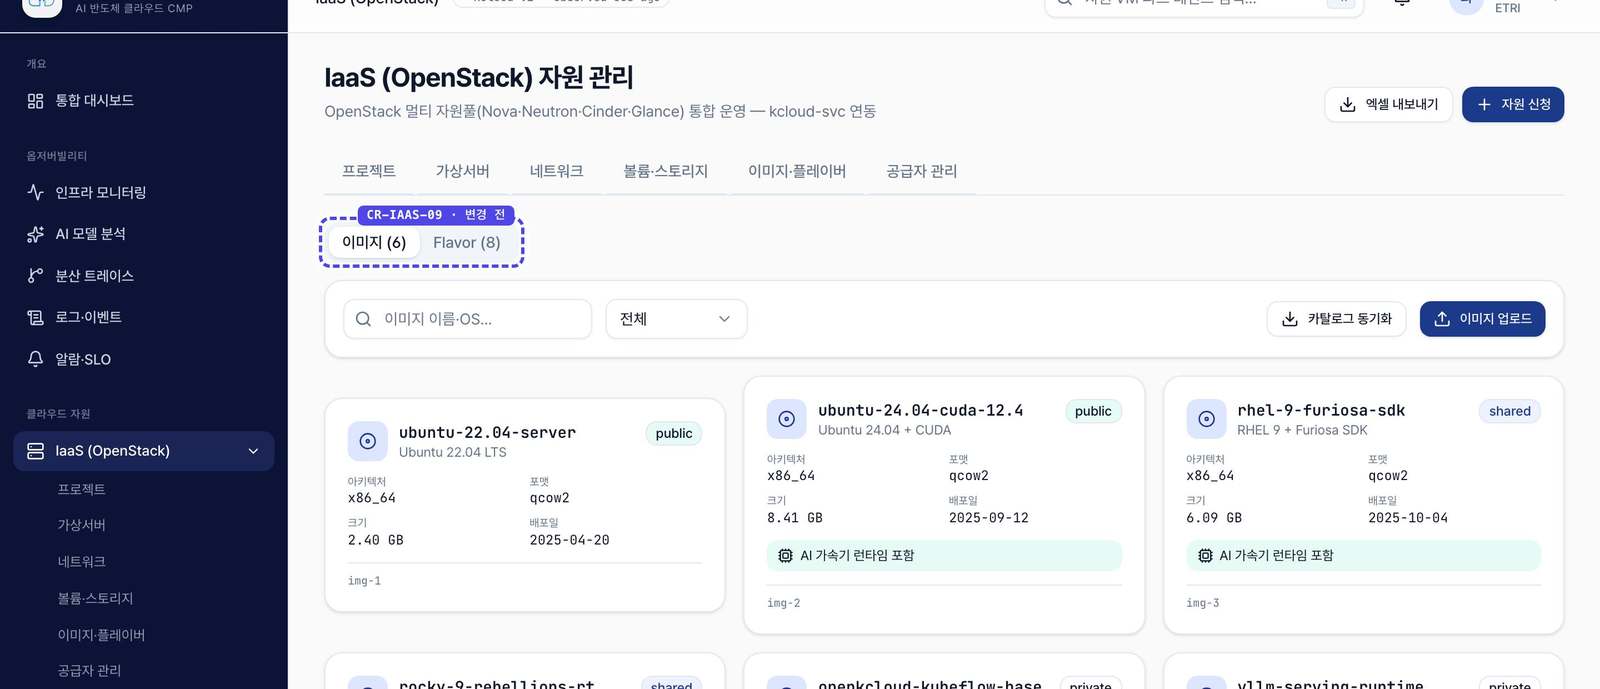 AI 반도체 클라우드 CMP
IaaS (OpenStack)
ETRI
개요
통합 대시보드
옵저버빌리티
인프라 모니터링
AI 모델 분석
분산 트레이스
로그·이벤트
알람·SLO
클라우드 자원
IaaS (OpenStack)
프로젝트
가상서버
네트워크
볼륨·스토리지
이미지·플레이버
공급자 관리
IaaS (OpenStack) 자원 관리
OpenStack 멀티 자원풀(Nova·Neutron·Cinder·Glance) 통합 운영 — kcloud-svc 연동
엑셀 내보내기
자원 신청
프로젝트 가상서버 네트워크 볼륨·스토리지 이미지·플레이버 공급자 관리
CR-IAAS-09 · 변경 전
이미지 (6) Flavor (8)
이미지 이름·OS...
전체
카탈로그 동기화
이미지 업로드
ubuntu-22.04-server
public
Ubuntu 22.04 LTS
아키텍처 포맷
x86_64 qcow2
크기 배포일
2.40 GB 2025-04-20
img-1
ubuntu-24.04-cuda-12.4
public
Ubuntu 24.04 + CUDA
아키텍처 포맷
x86_64 qcow2
크기 배포일
8.41 GB 2025-09-12
AI 가속기 런타임 포함
img-2
rhel-9-furiosa-sdk
shared
RHEL 9 + Furiosa SDK
아키텍처 포맷
x86_64 qcow2
크기 배포일
6.09 GB 2025-10-04
AI 가속기 런타임 포함
img-3
rocky-9-rebellions-rt
shared
openkcloud-kubeflow-base
private
vllm-serving-runtime
private